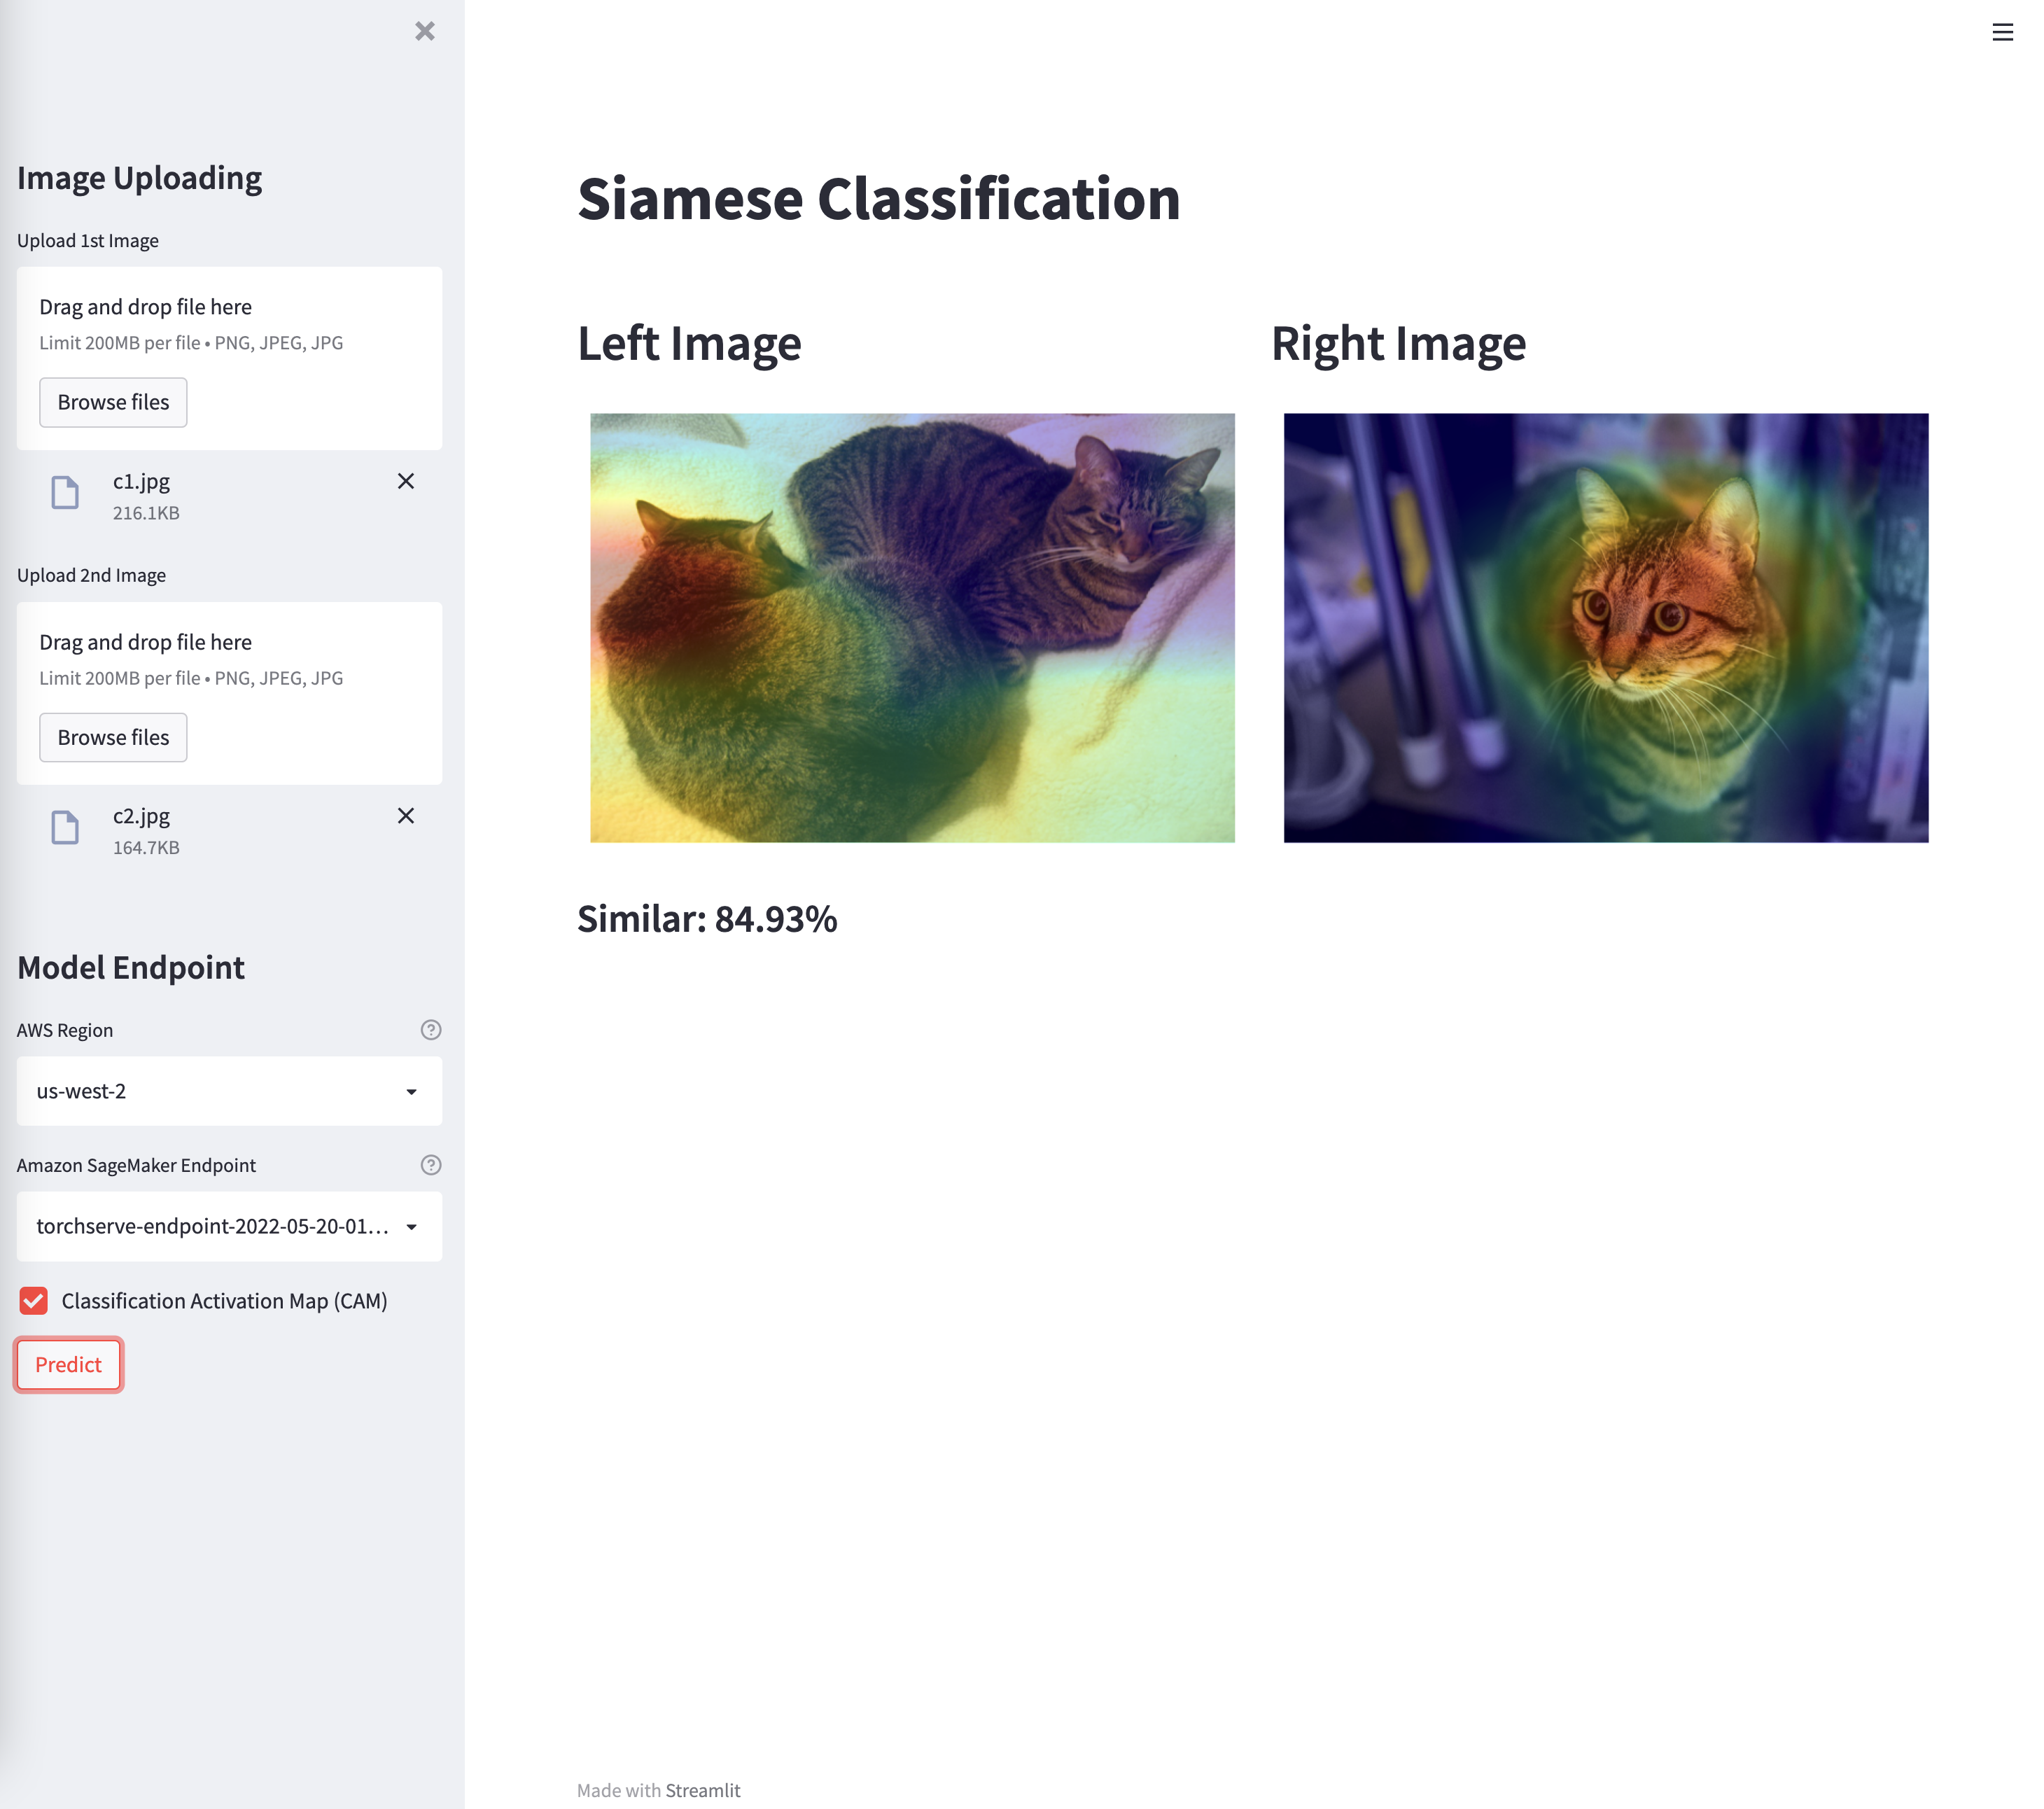 Image Uploading
Upload 1st Image
Drag and drop file here
Limit 200MB per file • PNG, JPEG, JPG
Browse files
c1.jpg
216.1KB
Upload 2nd Image
Drag and drop file here
Limit 200MB per file • PNG, JPEG, JPG
Browse files
c2.jpg
164.7KB
Model Endpoint
AWS Region
us-west-2
Amazon SageMaker Endpoint
torchserve-endpoint-2022-05-20-01...
Classification Activation Map (CAM)
Predict
Siamese Classification
Left Image
Right Image
Similar: 84.93%
Made with Streamlit